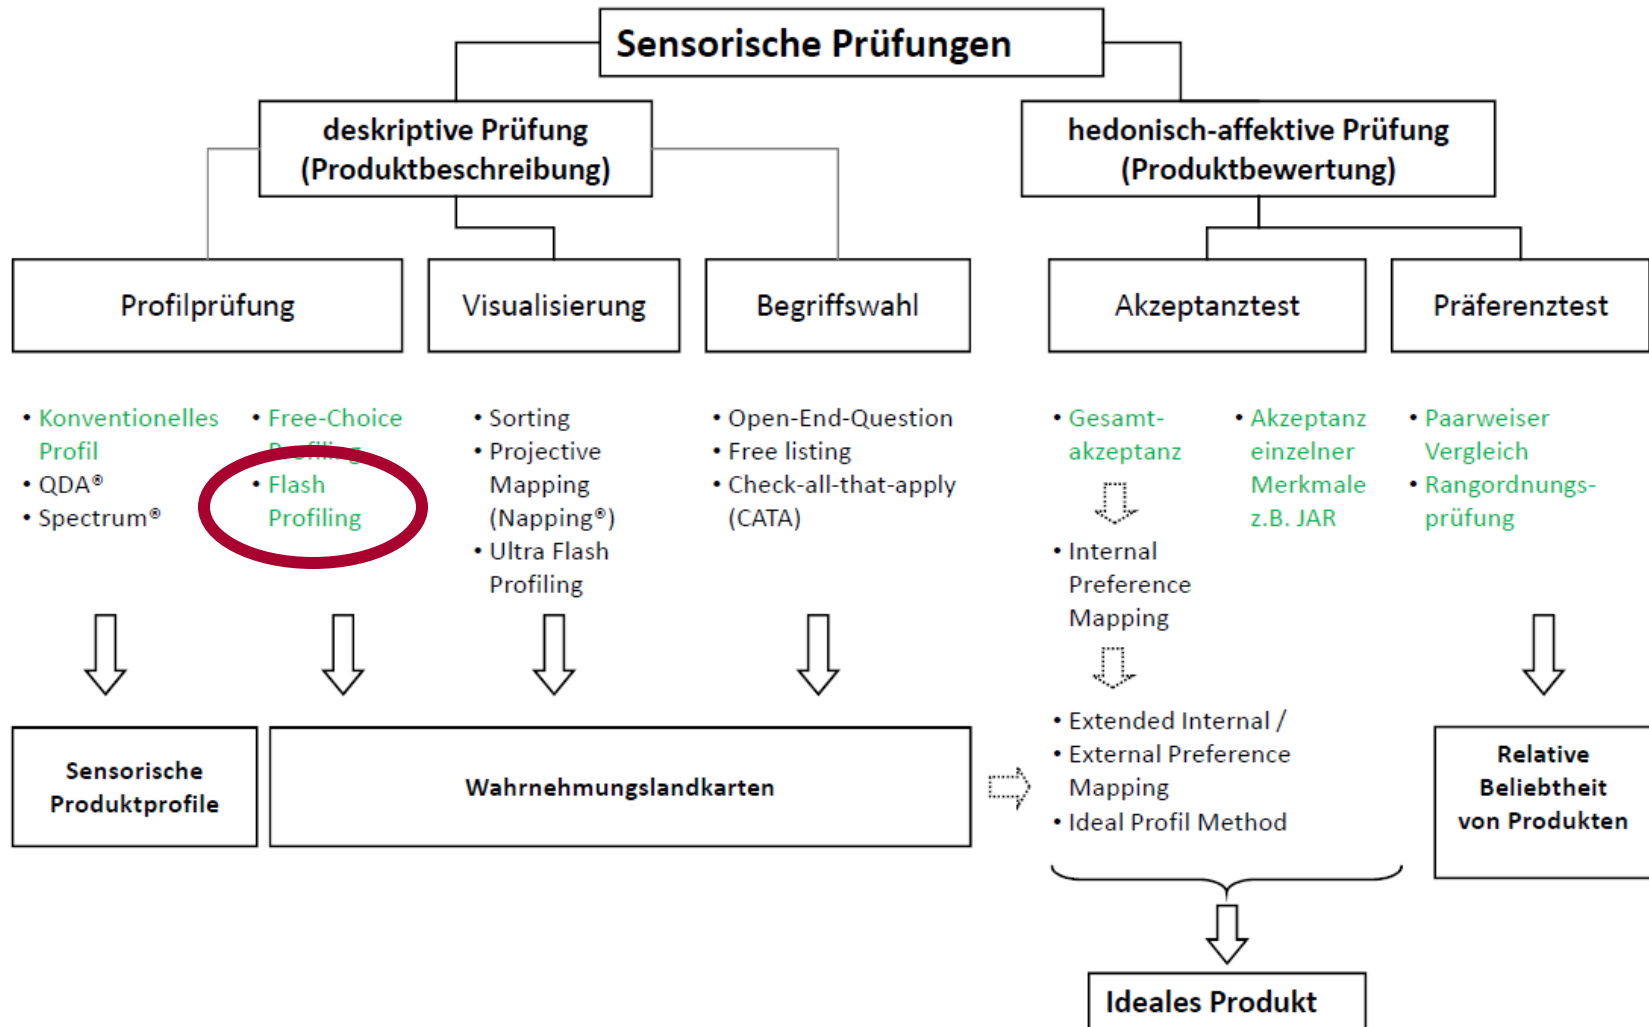 Sensorische Prüfungen
deskriptive Prüfung
(Produktbeschreibung)
hedonisch-affektive Prüfung
(Produktbewertung)
Profilprüfung
Visualisierung
Begriffswahl
Akzeptanztest
Präferenztest
• Konventionelles
Profil
• QDA®
• Spectrum®
• Free-Choice
Profiling
• Flash
Profiling
• Sorting
• Projective
Mapping
(Napping®)
• Ultra Flash
Profiling
• Open-End-Question
• Free listing
• Check-all-that-apply
(CATA)
• Gesamt-
akzeptanz
• Internal
Preference
Mapping
• Akzeptanz
einzelner
Merkmale
z.B. JAR
• Paarweiser
Vergleich
• Rangordnungs-
prüfung
Sensorische
Produktprofile
Wahrnehmungslandkarten
• Extended Internal /
• External Preference
Mapping
• Ideal Profil Method
Relative
Beliebtheit
von Produkten
Ideales Produkt